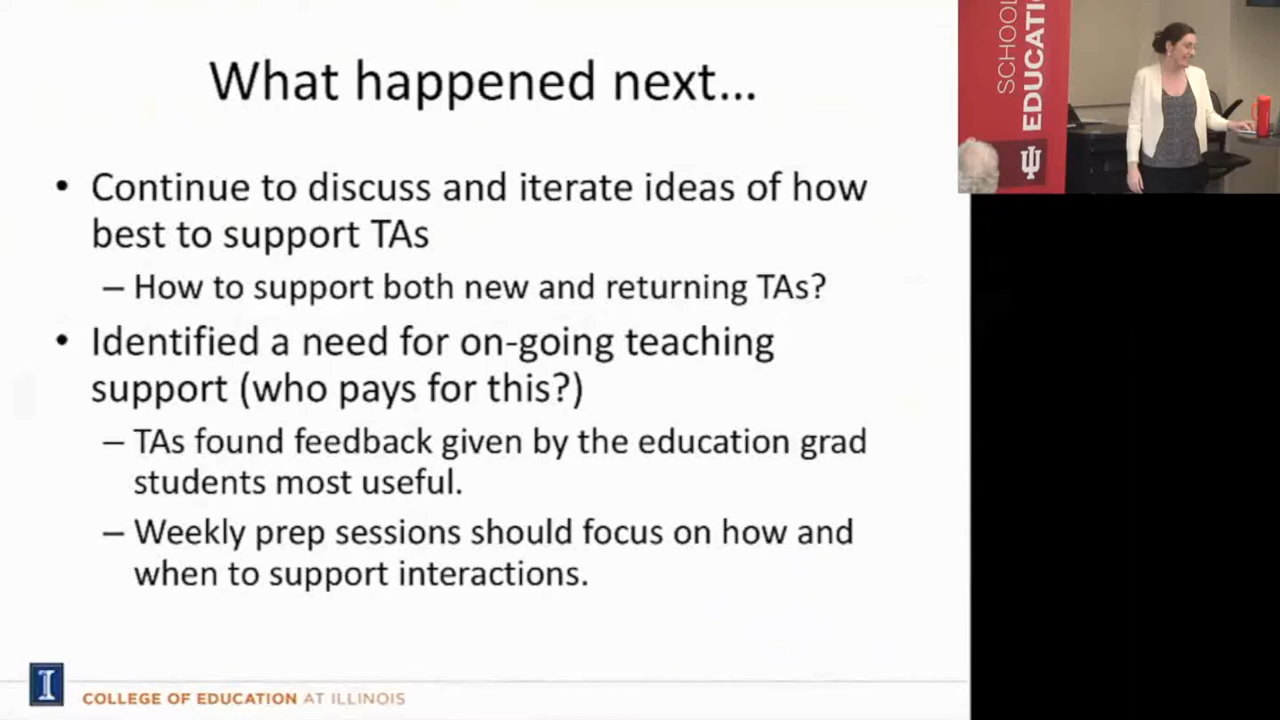 What happened next...
• Continue to discuss and iterate ideas of how
best to support TAs
– How to support both new and returning TAs?
• Identified a need for on-going teaching
support (who pays for this?)
– TAs found feedback given by the education grad
students most useful.
– Weekly prep sessions should focus on how and
when to support interactions.
I
COLLEGE OF EDUCATION AT ILLINOIS
SCHOOL
EDUCATI